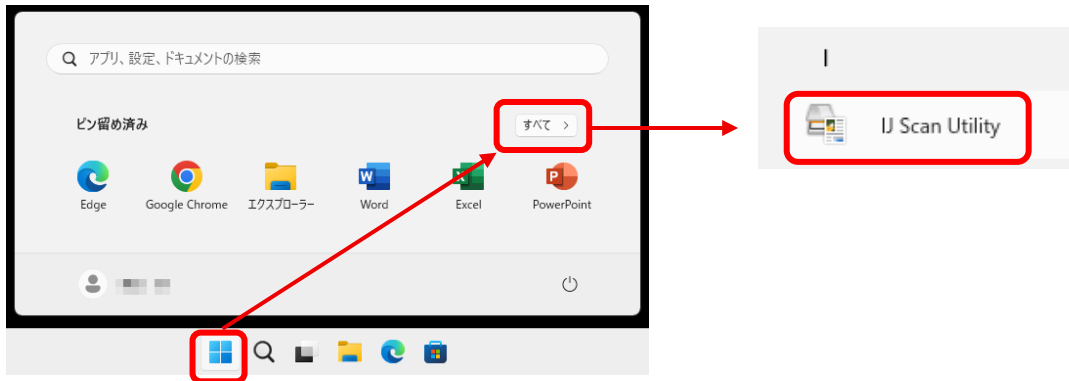 アプリ、設定、ドキュメントの検索
ピン留め済み
すべて >
Edge
Google Chrome
エクスプローラー
Word
Excel
PowerPoint
I
IJ Scan Utility